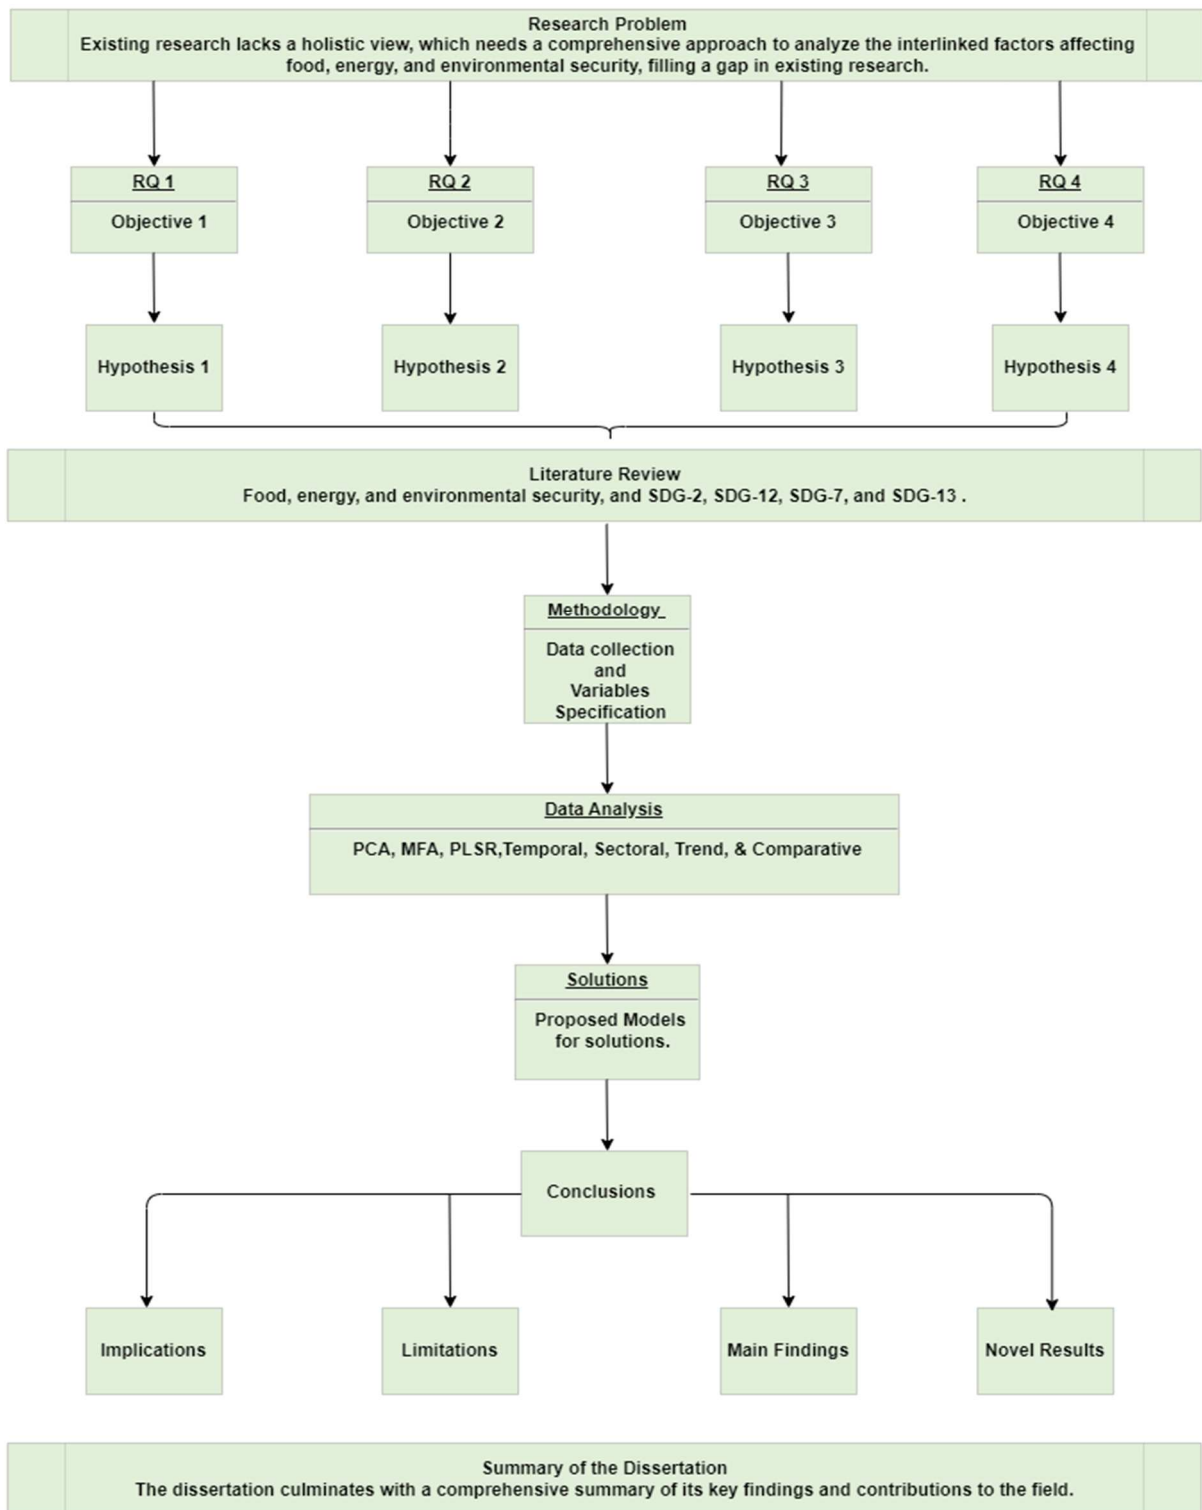 Research Problem
Existing research lacks a holistic view, which needs a comprehensive approach to analyze the interlinked factors affecting
food, energy, and environmental security, filling a gap in existing research.
RQ 1
RQ 2
RQ 3
RQ 4
Objective 1
Objective 2
Objective 3
Objective 4
Hypothesis 1
Hypothesis 2
Hypothesis 3
Hypothesis 4
Literature Review
Food, energy, and environmental security, and SDG-2, SDG-12, SDG-7, and SDG-13 .
Methodology
Data collection
and
Variables
Specification
Data Analysis
PCA, MFA, PLSR,Temporal, Sectoral, Trend, & Comparative
Solutions
Proposed Models
for solutions.
Conclusions
Implications
Limitations
Main Findings
Novel Results
Summary of the Dissertation
The dissertation culminates with a comprehensive summary of its key findings and contributions to the field.